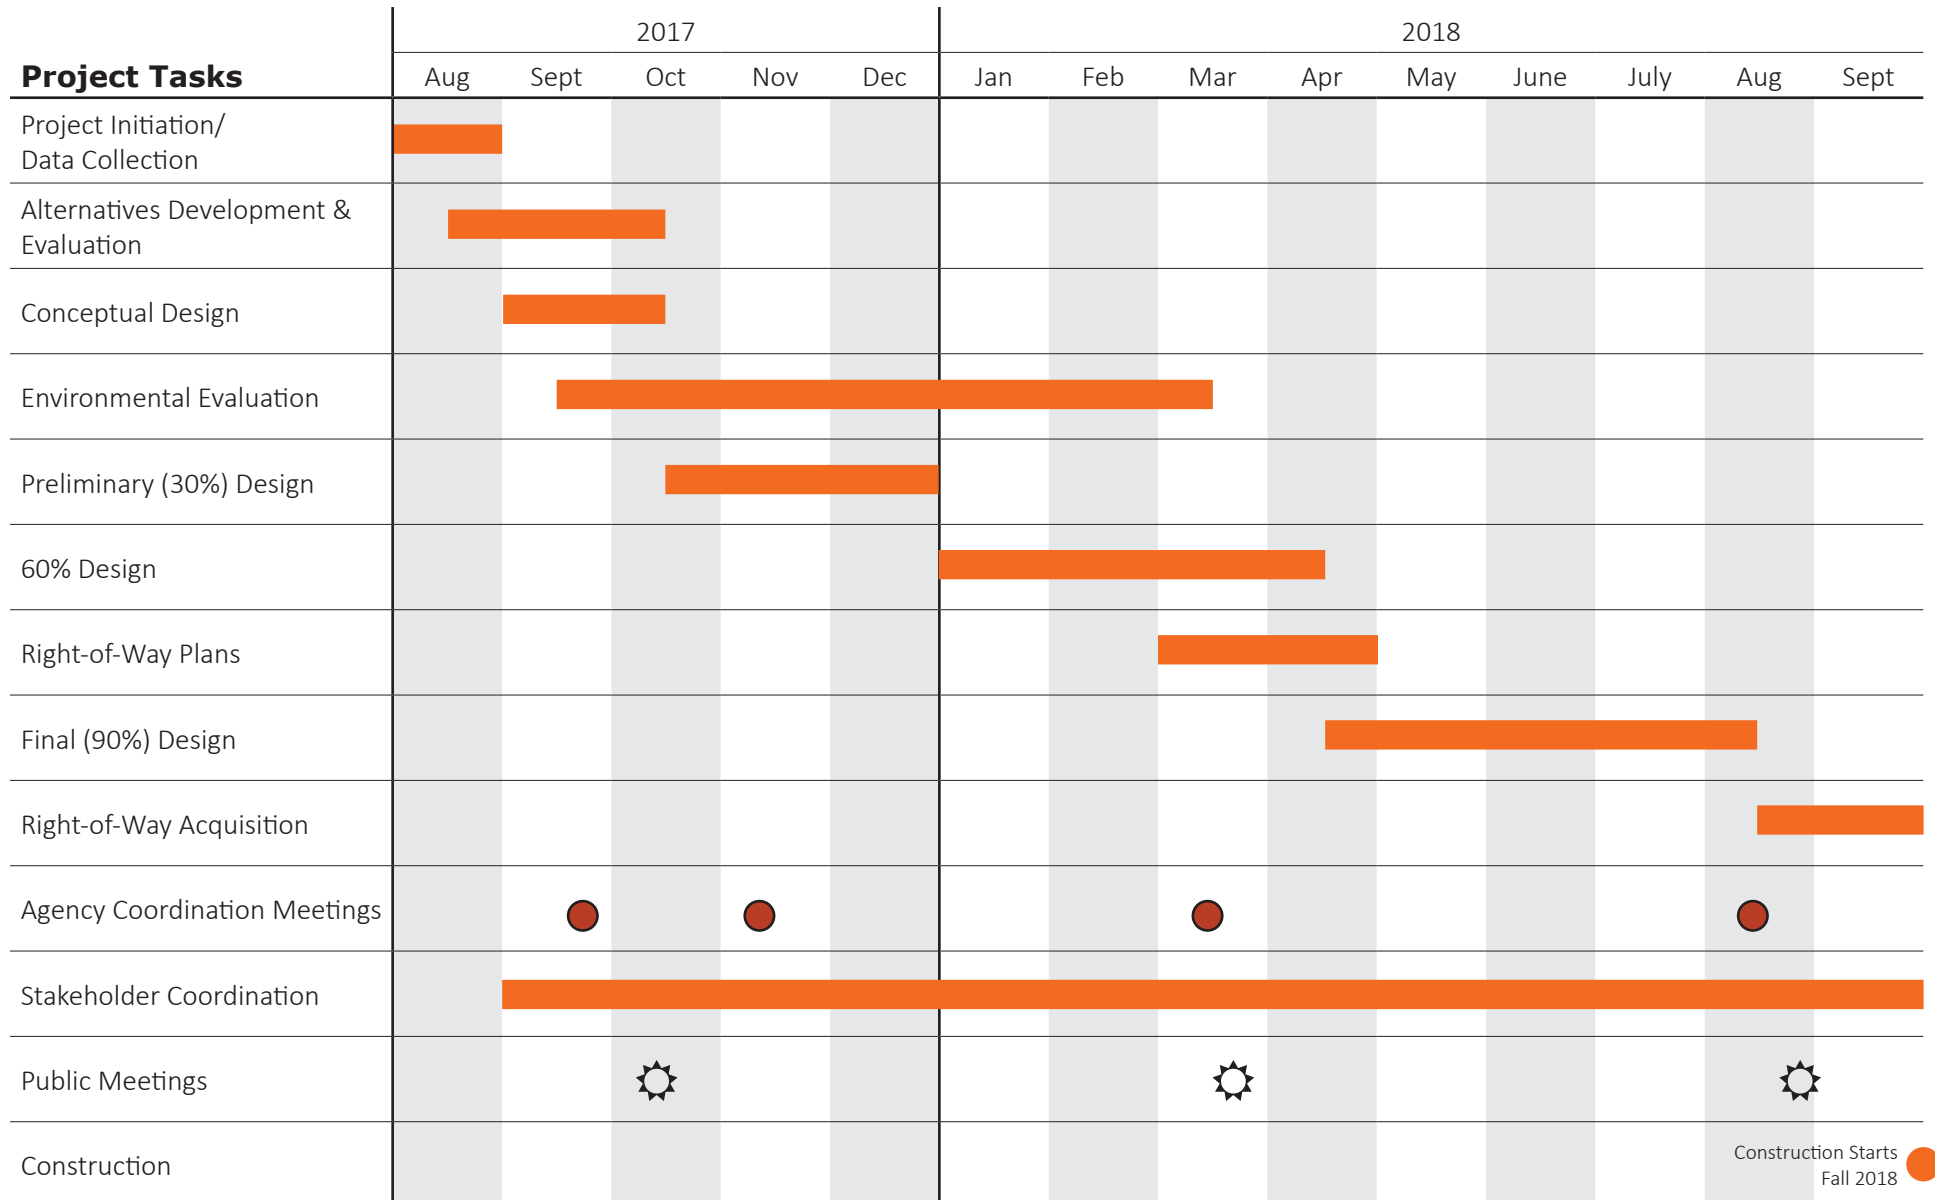 2017 2018
Project Tasks Aug Sept Oct Nov Dec Jan Feb Mar Apr May June July Aug Sept
Project Initiation/
Data Collection
Alternatives Development &
Evaluation
Conceptual Design
Environmental Evaluation
Preliminary (30%) Design
60% Design
Right-of-Way Plans
Final (90%) Design
Right-of-Way Acquisition
Agency Coordination Meetings
Stakeholder Coordination
Public Meetings
Construction
Construction Starts
Fall 2018